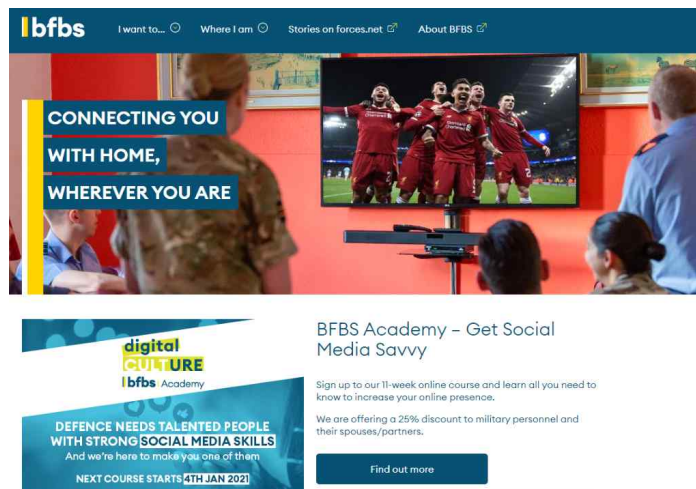 bfbs
I want to...
Where I am
Stories on forces.net
About BFBS
CONNECTING YOU
WITH HOME,
WHEREVER YOU ARE
digital
CULTURE
bfbs Academy
DEFENCE NEEDS TALENTED PEOPLE
WITH STRONG SOCIAL MEDIA SKILLS
And we're here to make you one of them
NEXT COURSE STARTS 4TH JAN 2021
BFBS Academy – Get Social
Media Savvy
Sign up to our 11-week online course and learn all you need to
know to increase your online presence.
We are offering a 25% discount to military personnel and
their spouses/partners.
Find out more